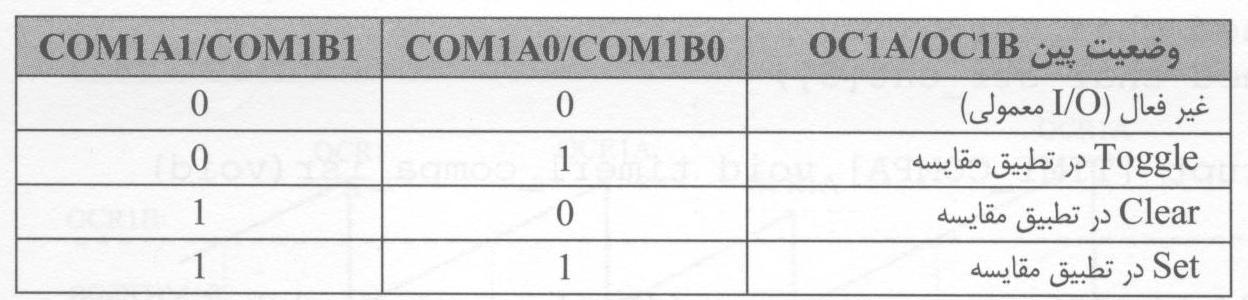 COM1A1/COM1B1 COM1A0/COM1B0 وضعیت پین OC1A/OC1B
0 0 غیر فعال (I/O معمولی)
0 1 Toggle در تطبیق مقایسه
1 0 Clear در تطبیق مقایسه
1 1 Set در تطبیق مقایسه